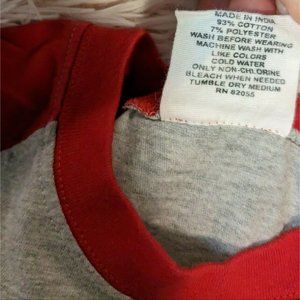 MADE IN INDIA
93% COTTON
7% POLYESTER
WASH BEFORE WEARING
MACHINE WASH WITH
LIKE COLORS
COLD WATER
ONLY NON-CHLORINE
BLEACH WHEN NEEDED
TUMBLE DRY MEDIUM
RN 82055